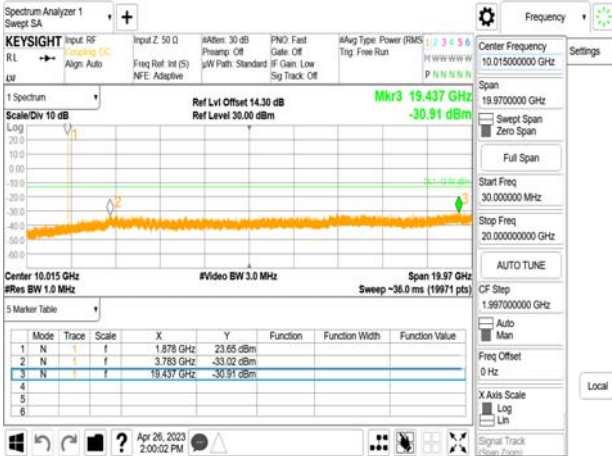 Spectrum Analyzer 1
Swept SA
+
Frequency
KEYSIGHT
RL
Input: RF
Coupling: DC
Align: Auto
Input Z: 50 Ω
Freq Ref: Int (S)
NFE: Adaptive
#Atten: 30 dB
Preamp: Off
µW Path: Standard
PNO: Fast
Gate: Off
IF Gain: Low
Sig Track: Off
#Avg Type: Power (RMS)
Trig: Free Run
1 2 3 4 5 6
M W W W W W
P N N N N N
Center Frequency
10.015000000 GHz
Settings
Span
19.9700000 GHz
Swept Span
Zero Span
Full Span
Start Freq
30.000000 MHz
Stop Freq
20.000000000 GHz
AUTO TUNE
CF Step
1.997000000 GHz
Auto
Man
Freq Offset
0 Hz
X Axis Scale
Log
Lin
Signal Track
(Span Zoom)
Local
1 Spectrum
Scale/Div 10 dB
Ref Lvl Offset 14.30 dB
Ref Level 30.00 dBm
Mkr3 19.437 GHz
-30.91 dBm
Log
20.0
10.0
0.00
-10.0
-20.0
-30.0
-40.0
-50.0
-60.0
1
2
3
Center 10.015 GHz
#Res BW 1.0 MHz
#Video BW 3.0 MHz
Span 19.97 GHz
Sweep ~36.0 ms (19971 pts)
5 Marker Table
Mode Trace Scale X Y Function Function Width Function Value
1 N 1 f 1.878 GHz 23.65 dBm
2 N 1 f 3.783 GHz -33.02 dBm
3 N 1 f 19.437 GHz -30.91 dBm
4
5
6
?
Apr 26, 2023
2:00:02 PM